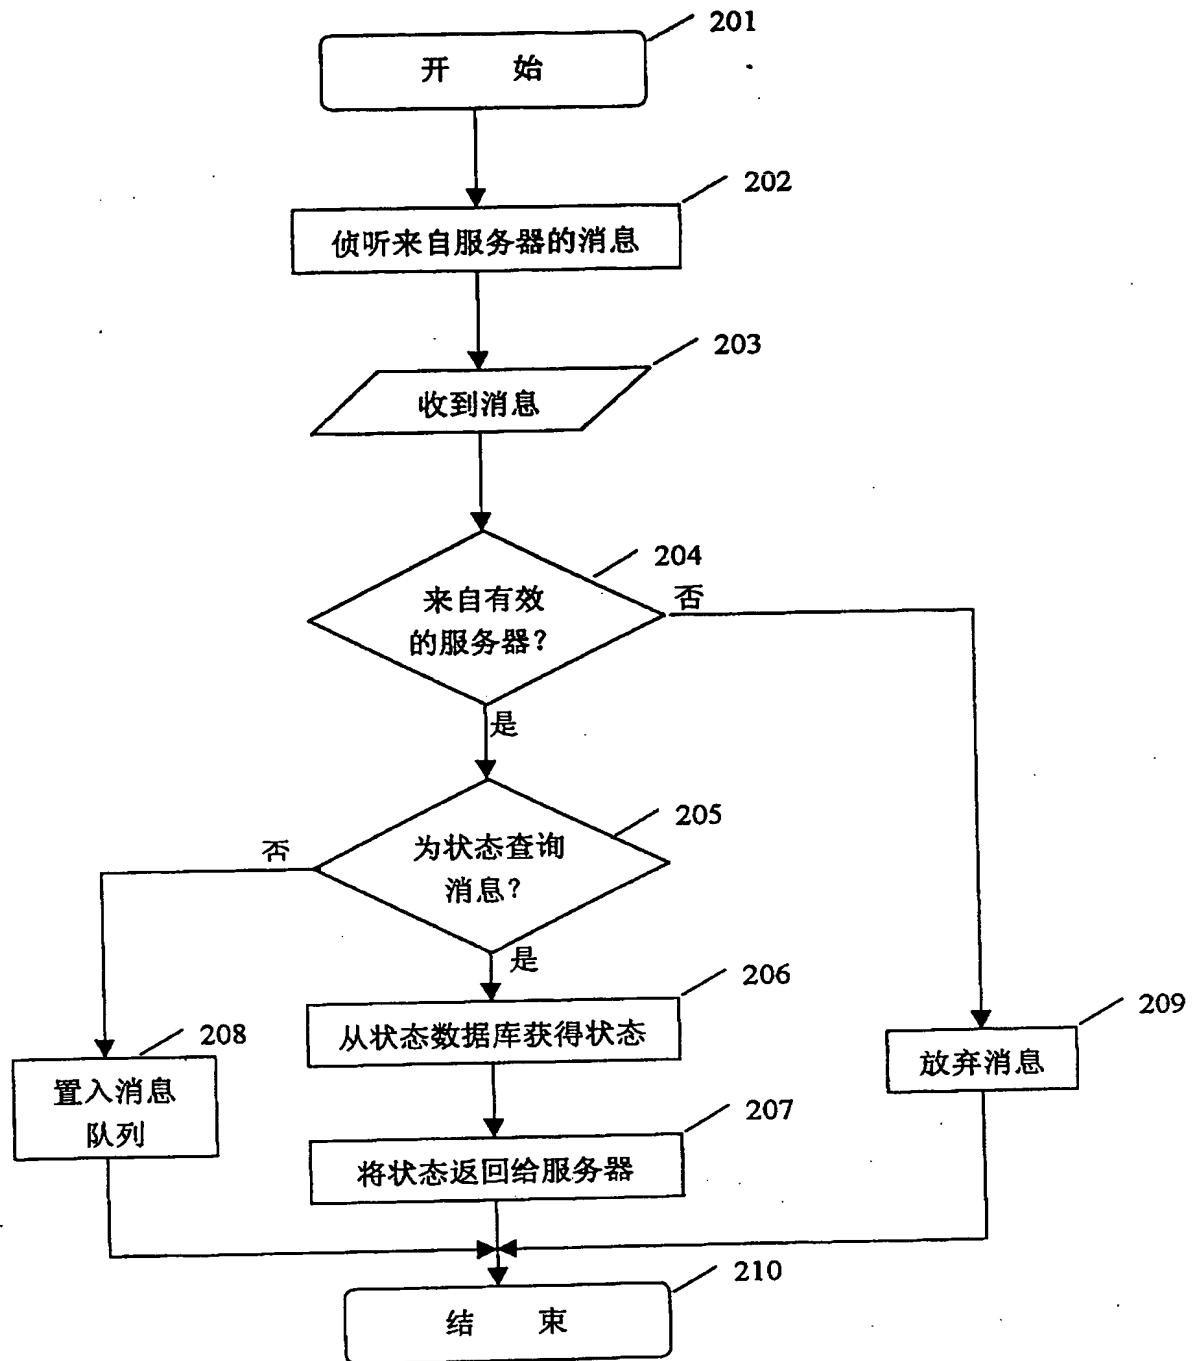 201
开 始
202
侦听来自服务器的消息
203
收到消息
204
来自有效
的服务器?
否
是
205
为状态查询
消息?
否
是
206
从状态数据库获得状态
208
置入消息
队列
209
放弃消息
207
将状态返回给服务器
210
结 束